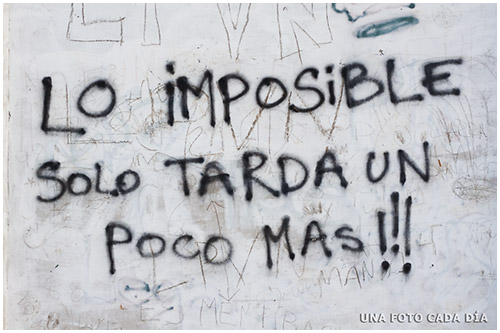 LO iMPOSiBLE
SOLO TARDA UN
POCO MAS!!!
UNA FOTO CADA DÍA